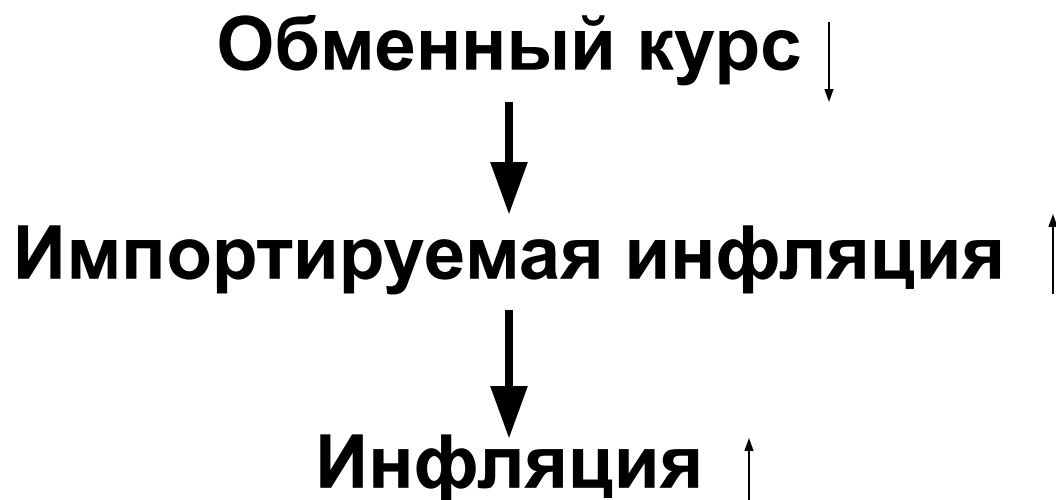 Обменный курс
Импортируемая инфляция
Инфляция